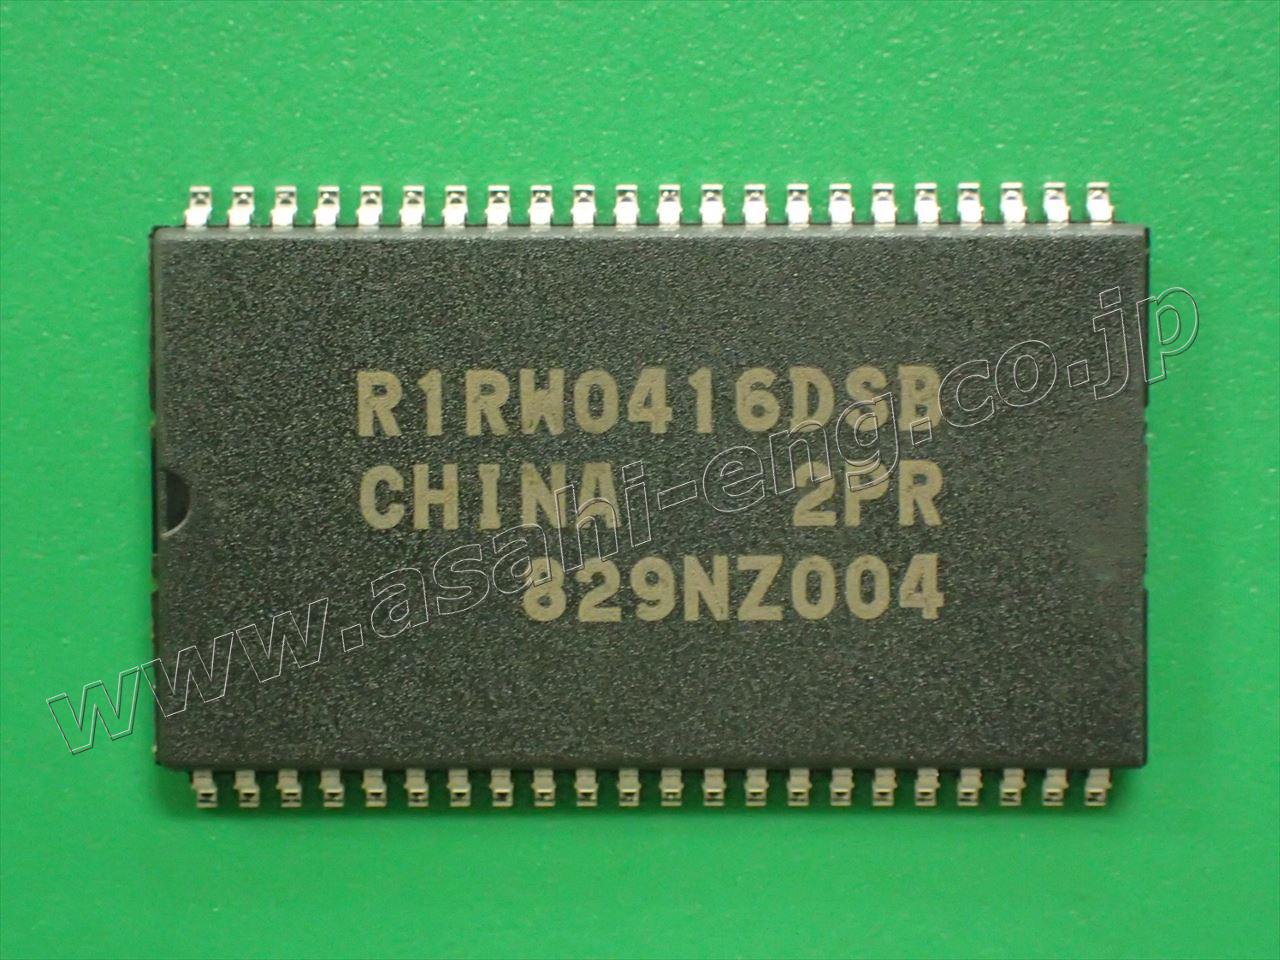 R1RW0416DSB
CHINA 2PR
829NZ004
www.asahi-eng.co.jp